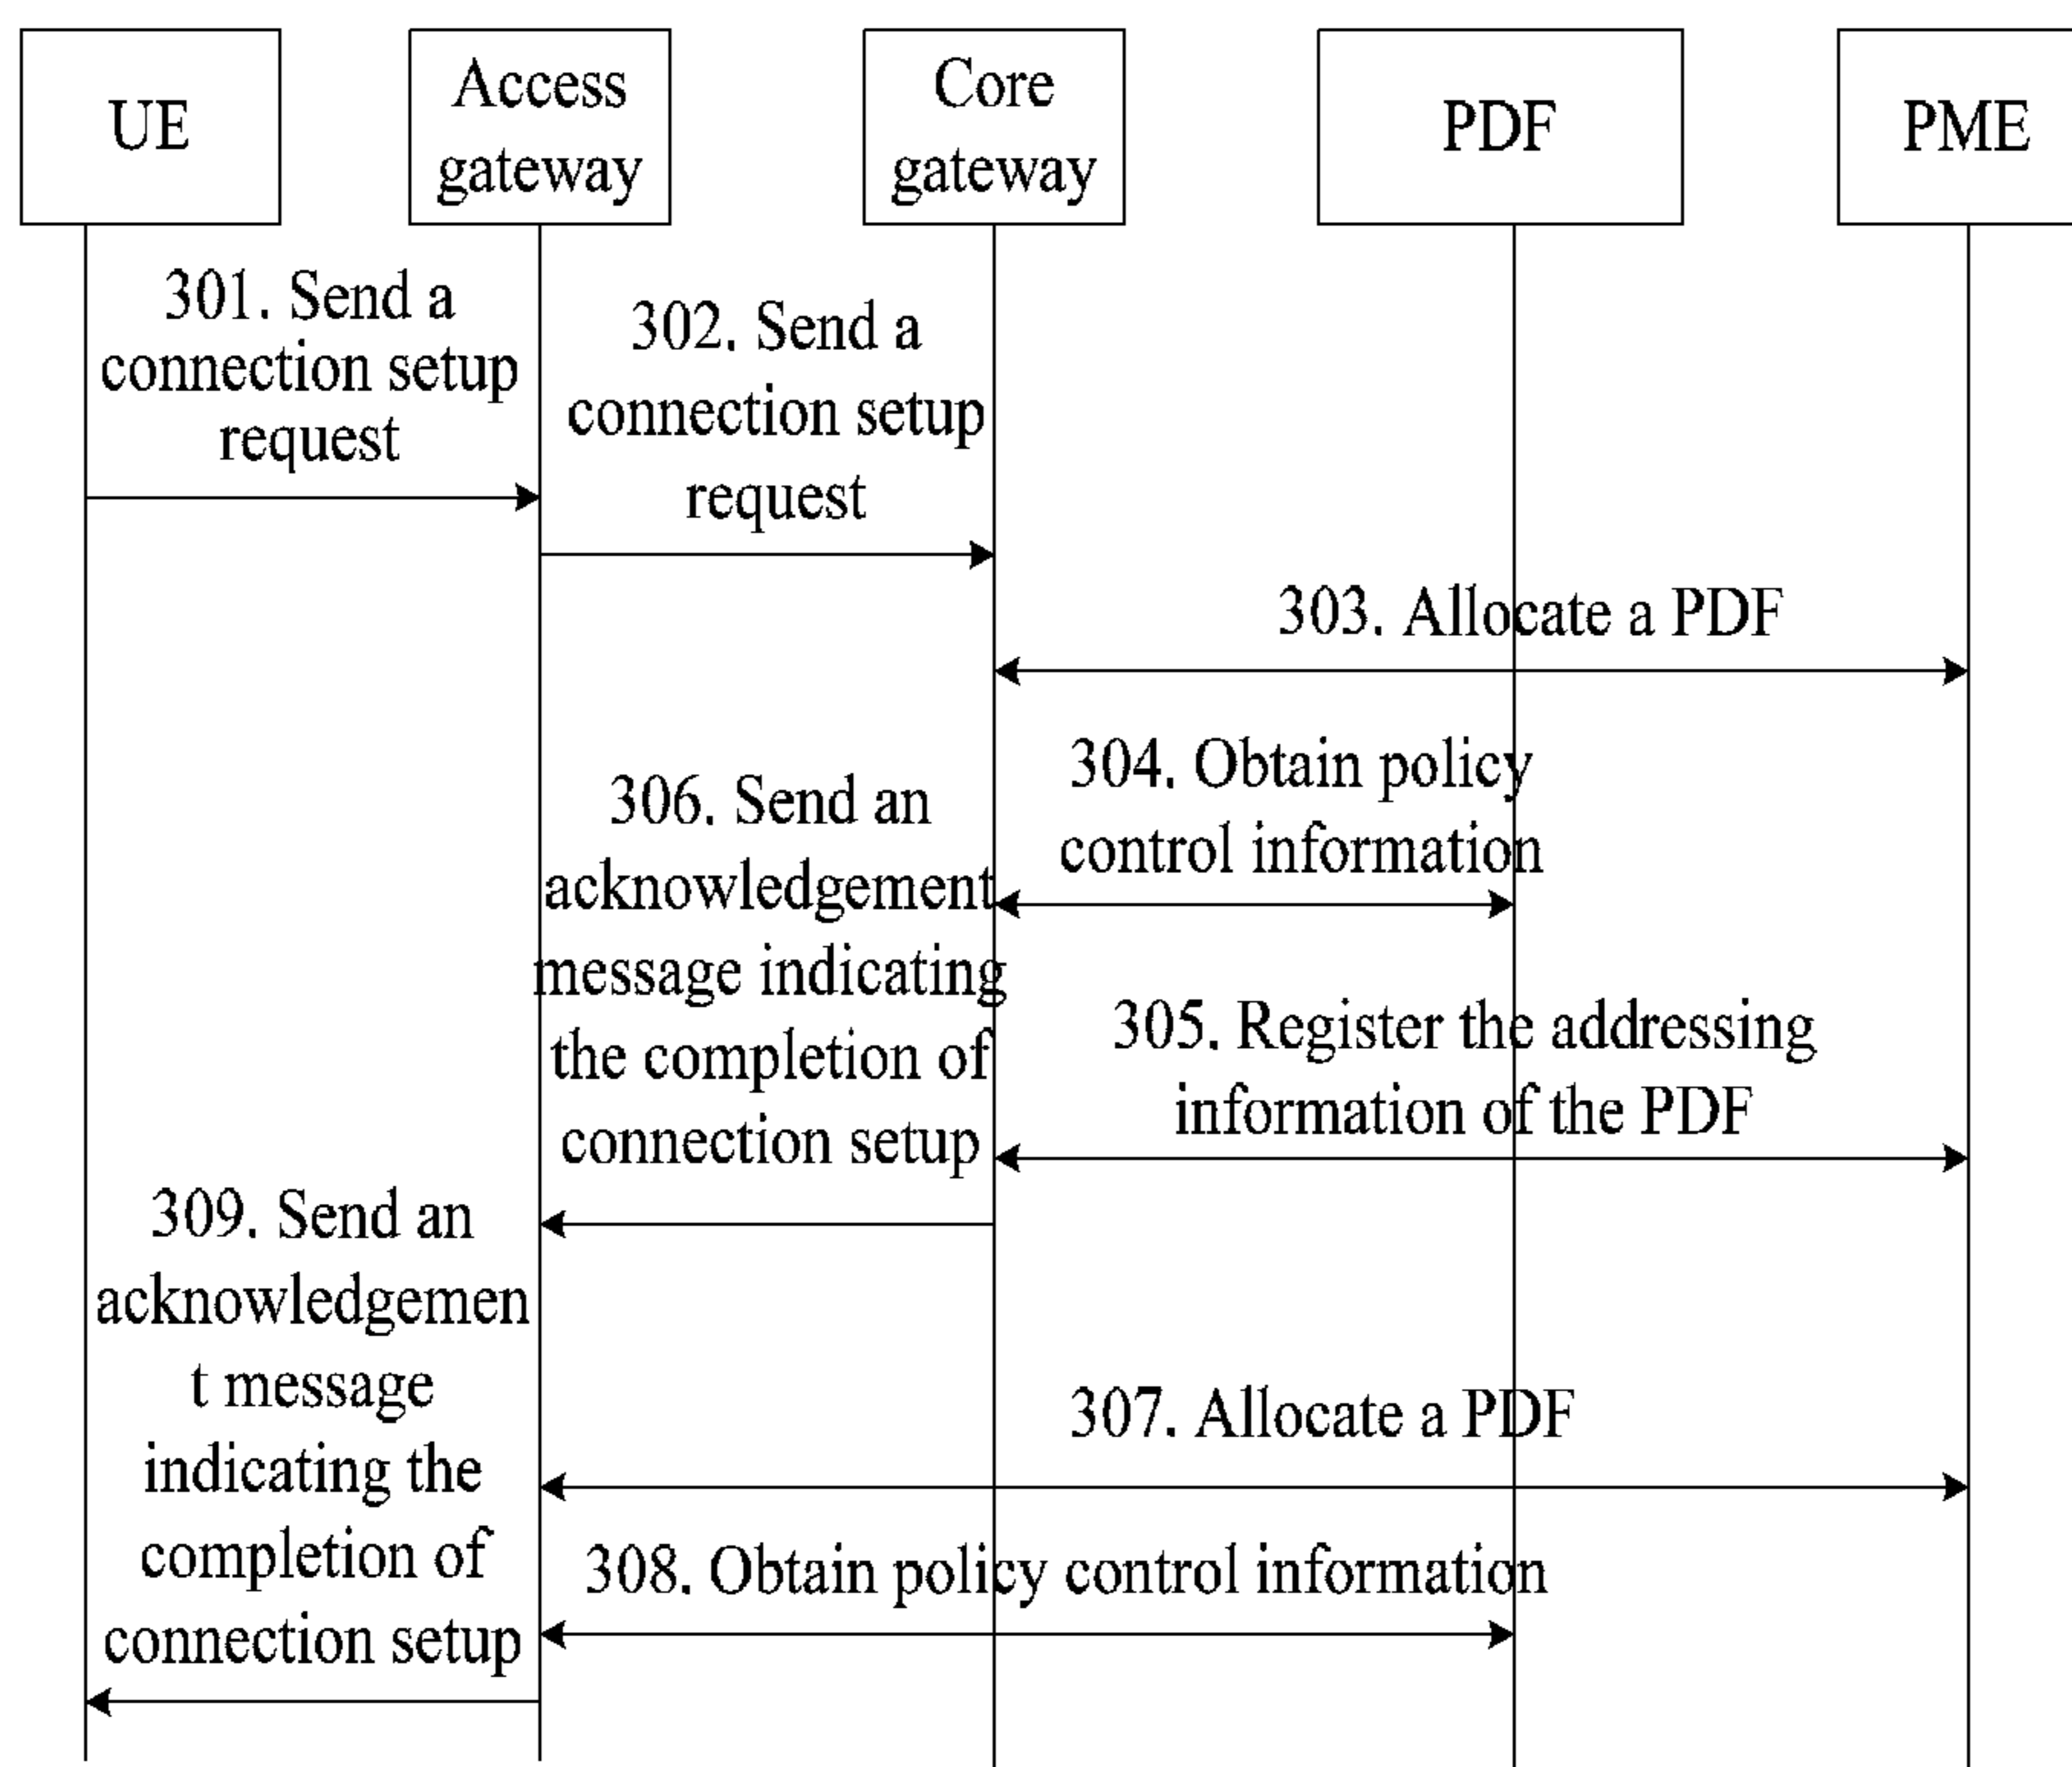 UE
Access
gateway
Core
gateway
PDF
PME
301. Send a
connection setup
request
302. Send a
connection setup
request
303. Allocate a PDF
304. Obtain policy
control information
305. Register the addressing
information of the PDF
306. Send an
acknowledgement
message indicating
the completion of
connection setup
307. Allocate a PDF
308. Obtain policy control information
309. Send an
acknowledgemen
t message
indicating the
completion of
connection setup